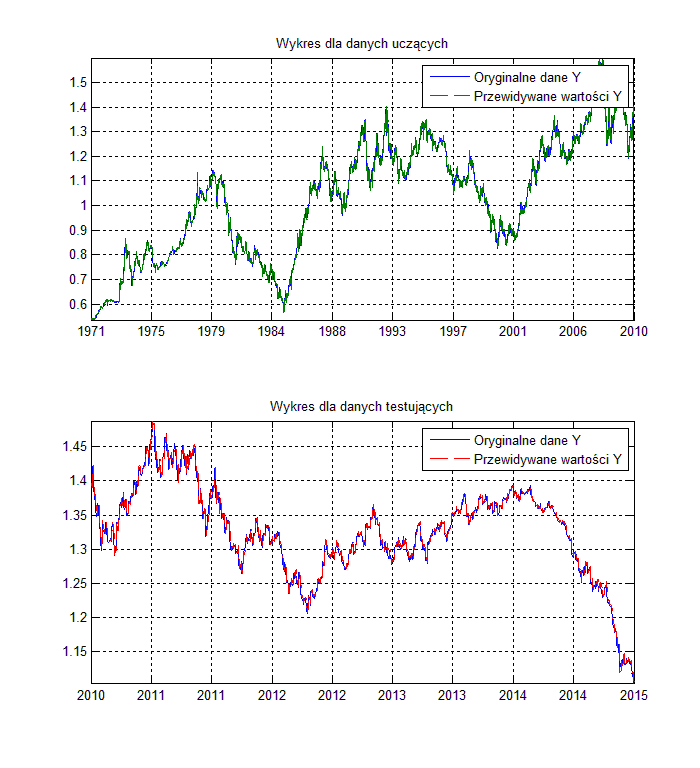 Wykres dla danych uczących
Oryginalne dane Y
Przewidywane wartości Y
1.5
1.4
1.3
1.2
1.1
1
0.9
0.8
0.7
0.6
1971 1975 1979 1984 1988 1993 1997 2001 2006 2010
Wykres dla danych testujących
Oryginalne dane Y
Przewidywane wartości Y
1.45
1.4
1.35
1.3
1.25
1.2
1.15
2010 2011 2011 2012 2012 2013 2013 2014 2014 2015